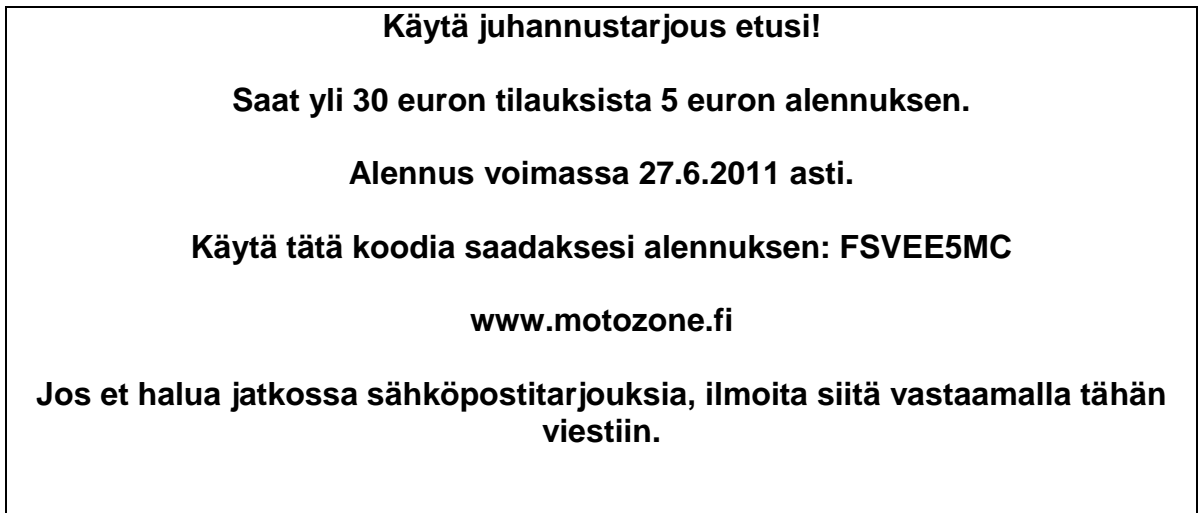 Käytä juhannustarjous etusi!
Saat yli 30 euron tilauksista 5 euron alennuksen.
Alennus voimassa 27.6.2011 asti.
Käytä tätä koodia saadaksesi alennuksen: FSVEE5MC
www.motozone.fi
Jos et halua jatkossa sähköpostitarjouksia, ilmoita siitä vastaamalla tähän
viestiin.